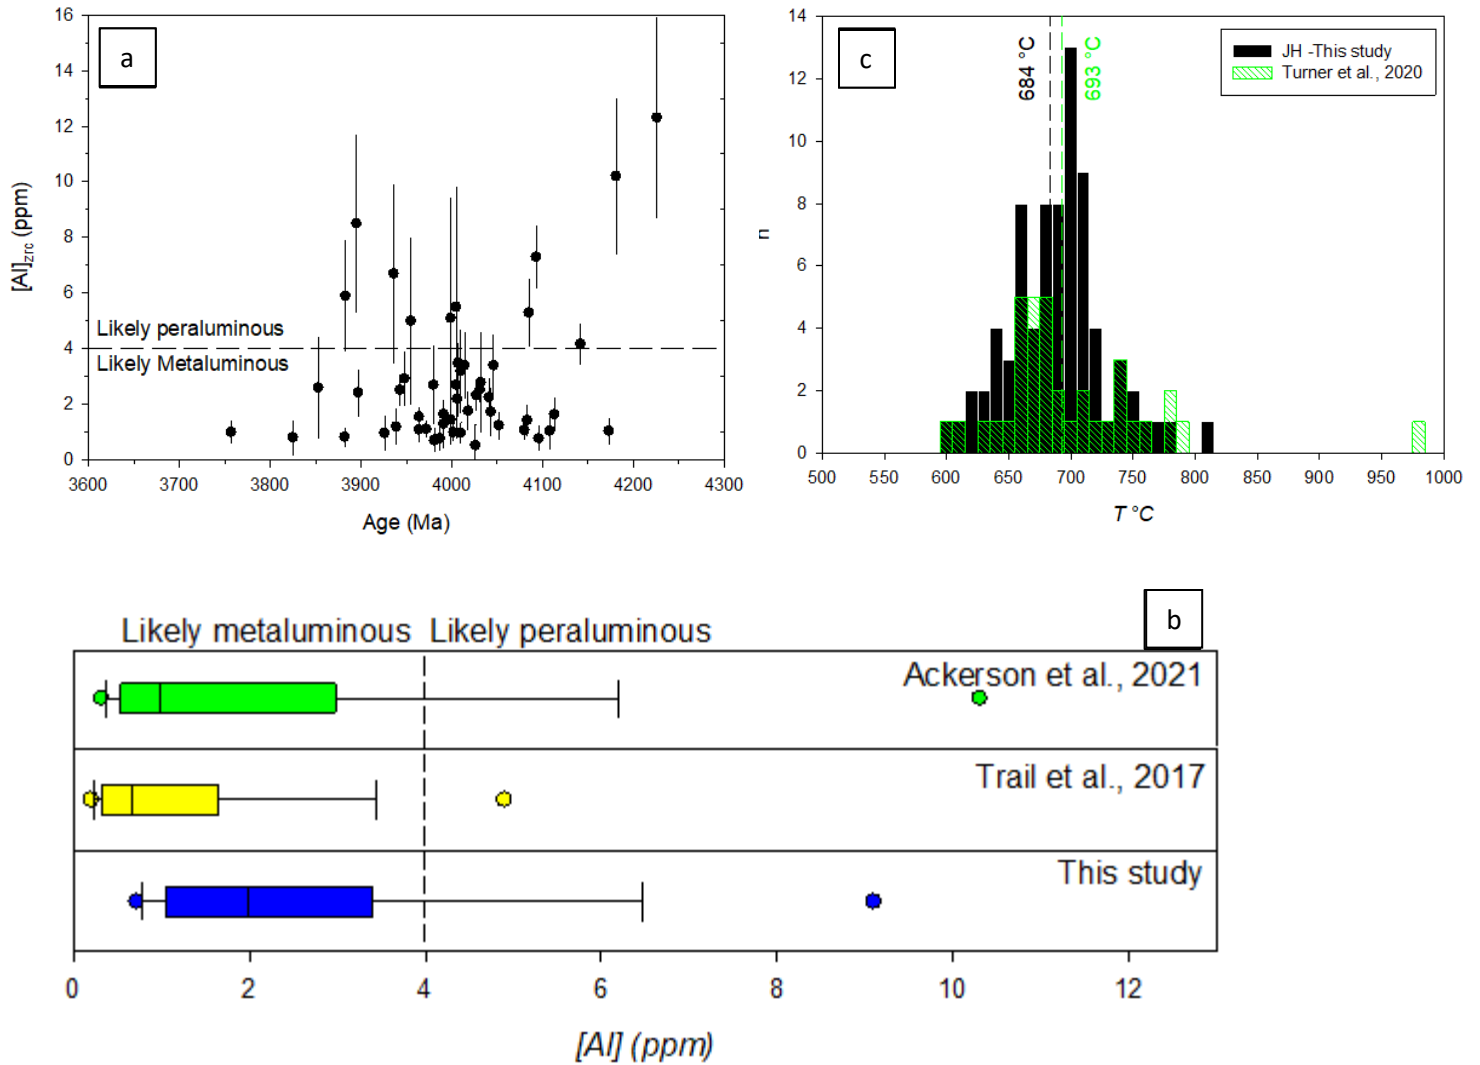 a
16
14
12
10
8
6
4
2
0
[Al]zrc (ppm)
Likely peraluminous
Likely Metaluminous
3600 3700 3800 3900 4000 4100 4200 4300
Age (Ma)
c
14
12
10
8
6
4
2
0
n
684 °C
693 °C
JH -This study
Turner et al., 2020
500 550 600 650 700 750 800 850 900 950 1000
T °C
b
Likely metaluminous Likely peraluminous
Ackerson et al., 2021
Trail et al., 2017
This study
0 2 4 6 8 10 12
[Al] (ppm)